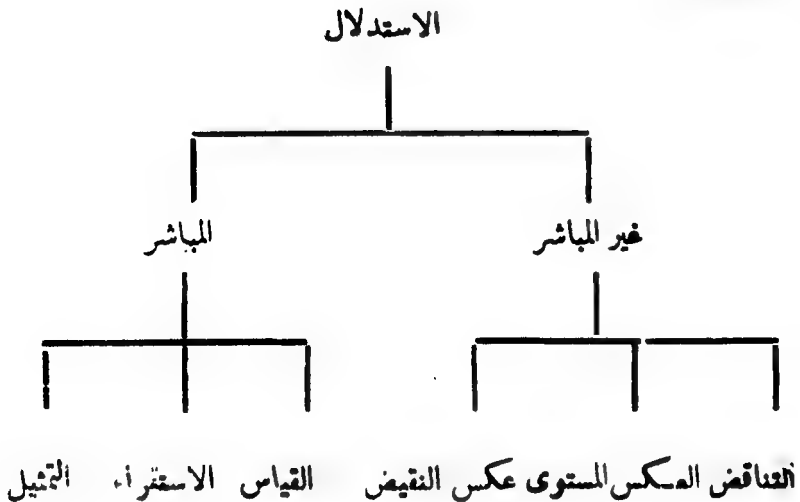 الاستدلال
غير المباشر المباشر
التناقض العكس المستوى عكس النقيض القياس الاستقراء التمثيل